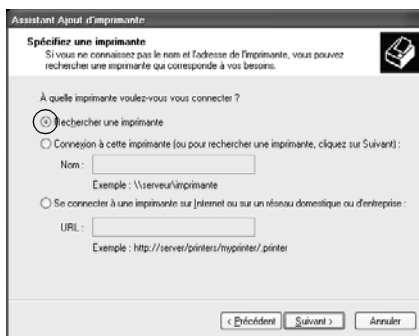 Assistant Ajout d'imprimante
Spécifiez une imprimante
Si vous ne connaissez pas le nom et l'adresse de l'imprimante, vous pouvez
rechercher une imprimante qui corresponde à vos besoins.
À quelle imprimante voulez-vous vous connecter ?
Rechercher une imprimante
Connexion à cette imprimante (ou pour rechercher une imprimante, cliquez sur Suivant) :
Nom :
Exemple : \\serveur\imprimante
Se connecter à une imprimante sur Internet ou sur un réseau domestique ou d'entreprise :
URL :
Exemple : http://server/printers/myprinter/.printer
< Précédent Suivant > Annuler